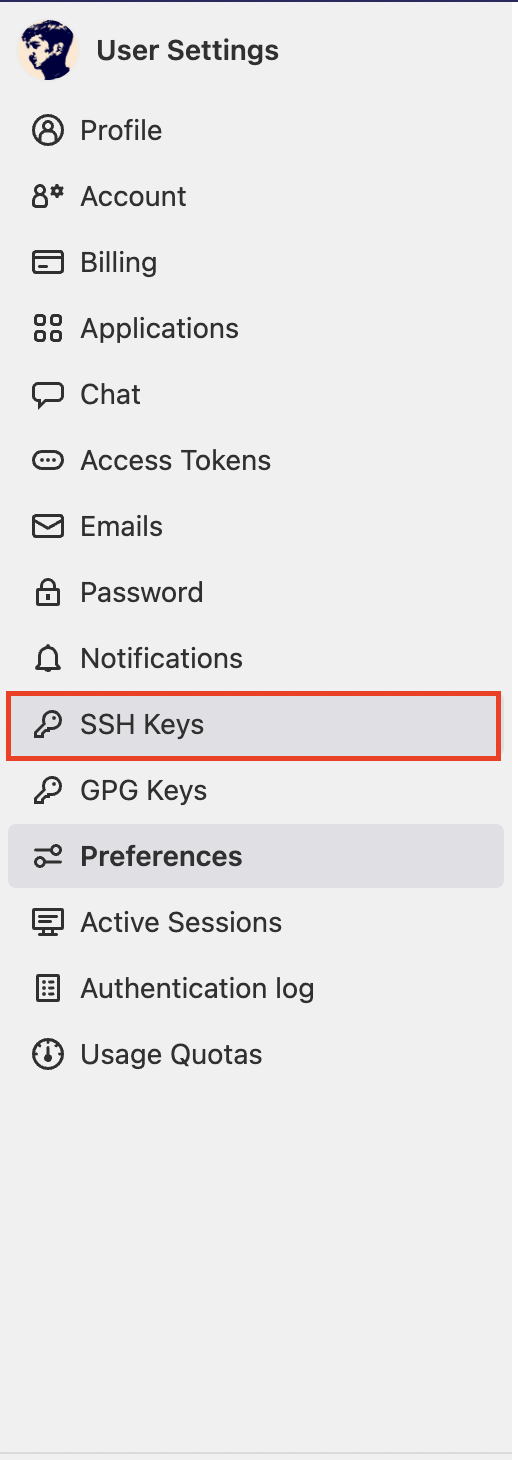 User Settings
Profile
Account
Billing
Applications
Chat
Access Tokens
Emails
Password
Notifications
SSH Keys
GPG Keys
Preferences
Active Sessions
Authentication log
Usage Quotas